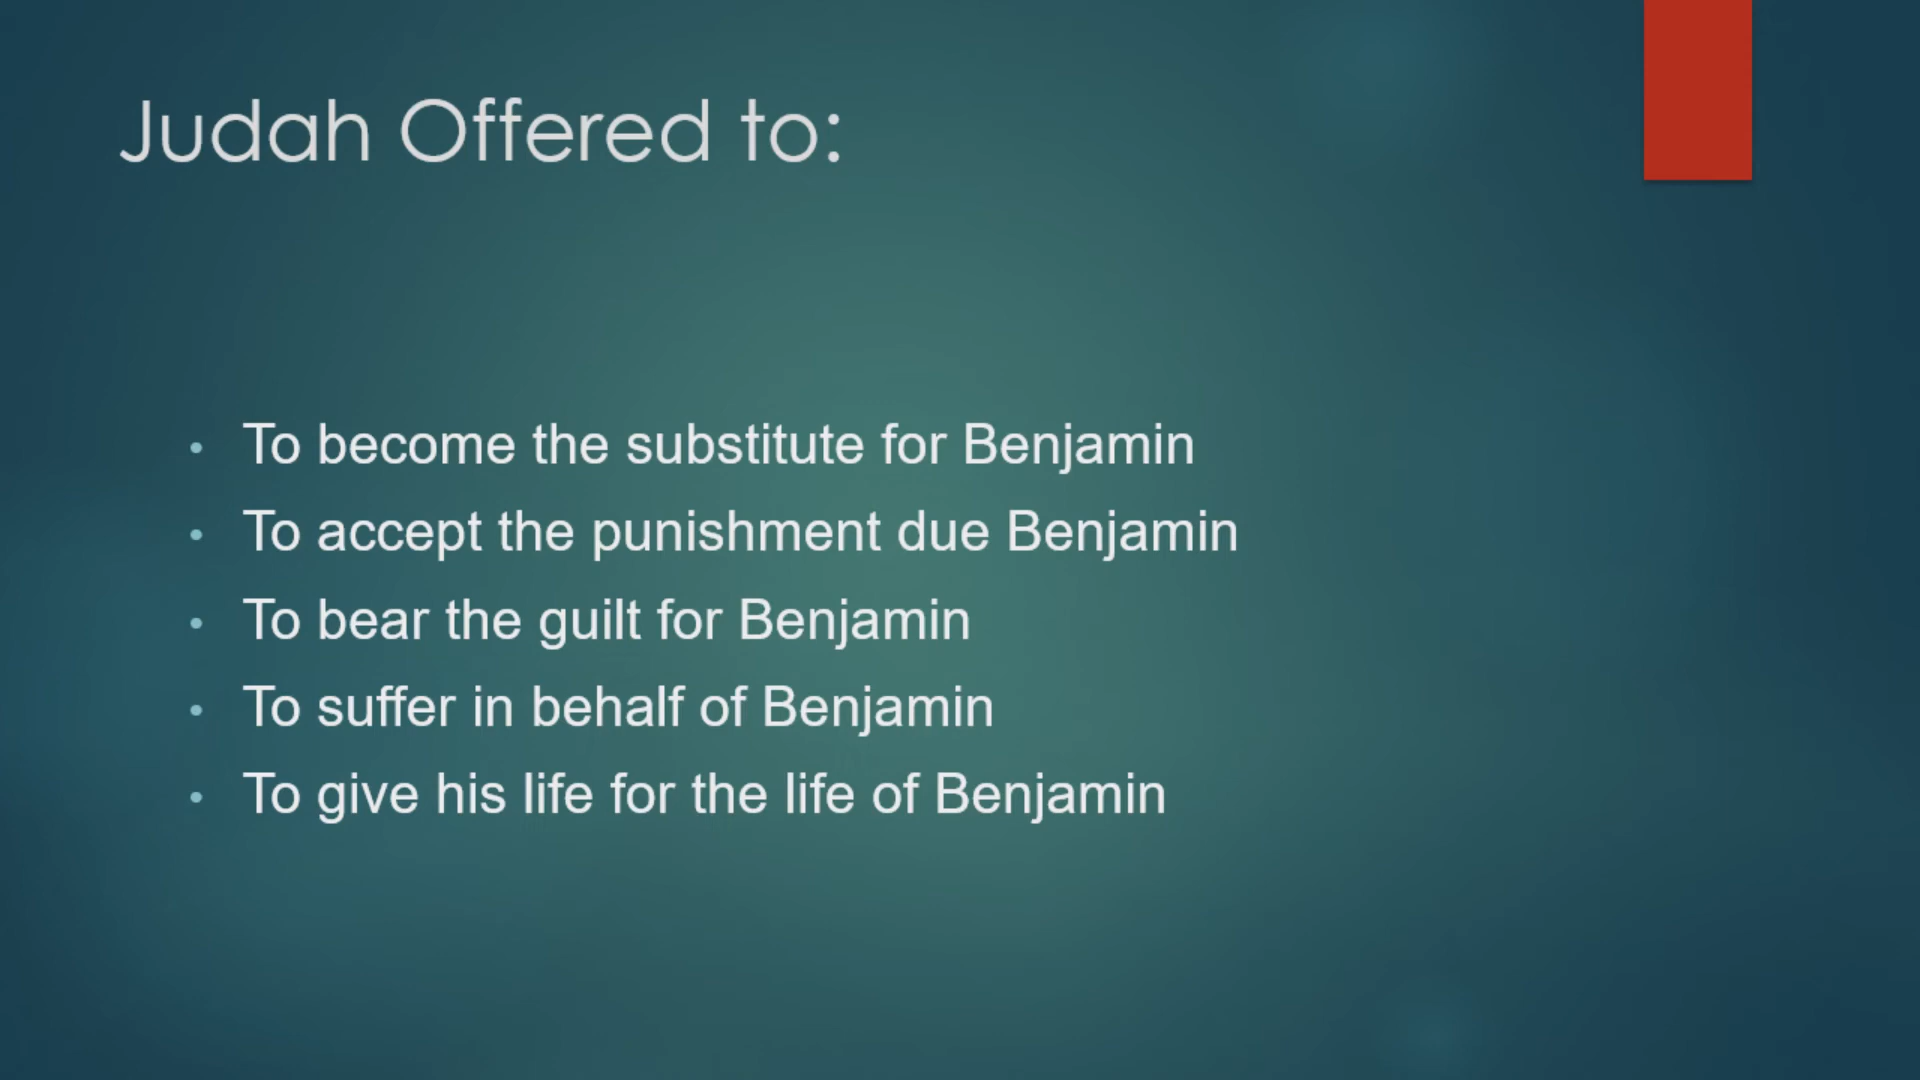 Judah Offered to:
• To become the substitute for Benjamin
• To accept the punishment due Benjamin
• To bear the guilt for Benjamin
• To suffer in behalf of Benjamin
• To give his life for the life of Benjamin